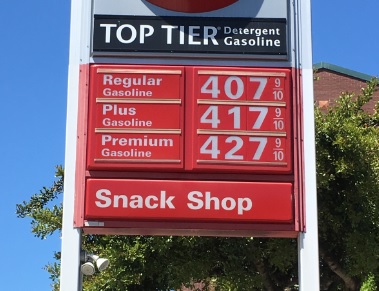 TOP TIER Detergent Gasoline
Regular Gasoline 407 9/10
Plus Gasoline 417 9/10
Premium Gasoline 427 9/10
Snack Shop